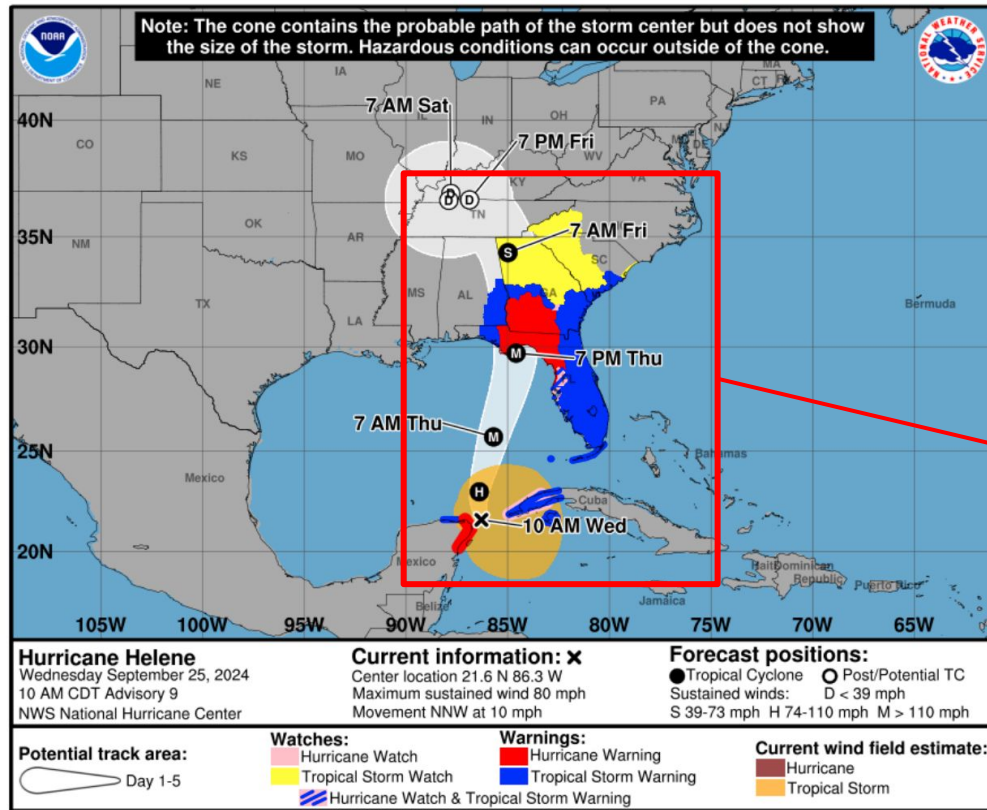 Note: The cone contains the probable path of the storm center but does not show
the size of the storm. Hazardous conditions can occur outside of the cone.
NOAA
NATIONAL WEATHER SERVICE
NE
IA
IL
IN
OH
PA
MA
CT
NJ
DE
7 AM Sat
7 PM Fri
40N
CO
KS
MO
WV
KY
VA
D
D
TN
7 AM Fri
35N
NM
OK
AR
S
SC
MS
AL
GA
TX
LA
Bermuda
30N
M
7 PM Thu
7 AM Thu
M
25N
Bahamas
Mexico
H
Cuba
10 AM Wed
20N
Mexico
Haiti
Dominican
Republic
Puerto Rico
Belize
Jamaica
105W 100W 95W 90W 85W 80W 75W 70W 65W
Hurricane Helene
Wednesday September 25, 2024
10 AM CDT Advisory 9
NWS National Hurricane Center
Current information: ×
Center location 21.6 N 86.3 W
Maximum sustained wind 80 mph
Movement NNW at 10 mph
Forecast positions:
Tropical Cyclone Post/Potential TC
Sustained winds: D < 39 mph
S 39-73 mph H 74-110 mph M > 110 mph
Potential track area:
Day 1-5
Watches:
Hurricane Watch
Tropical Storm Watch
Hurricane Watch & Tropical Storm Warning
Warnings:
Hurricane Warning
Tropical Storm Warning
Current wind field estimate:
Hurricane
Tropical Storm